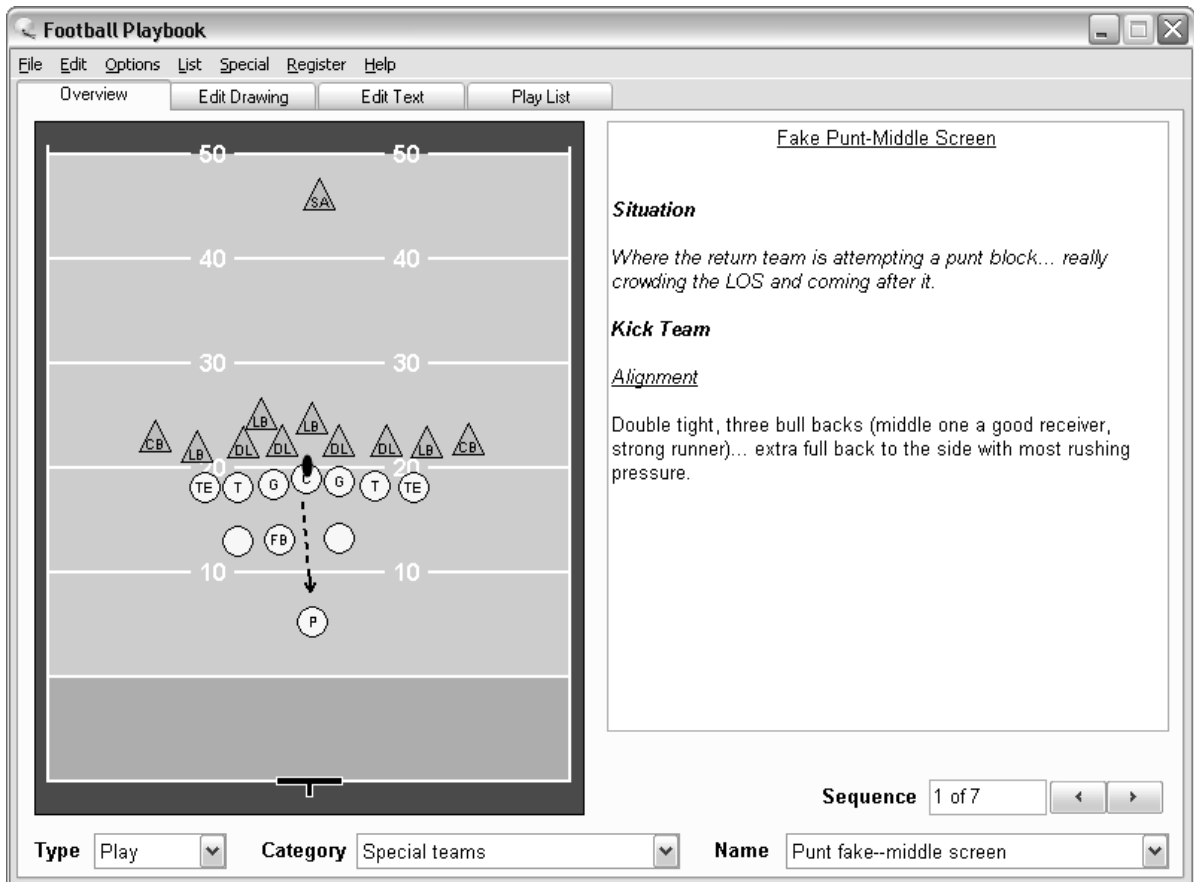 Football Playbook
File Edit Options List Special Register Help
Overview Edit Drawing Edit Text Play List
50 50
SA
40 40
30 30
LB LB
CB LB DL DL DL DL LB CB
20 20
TE T G C G T TE
FB
10 10
P
Fake Punt-Middle Screen
Situation
Where the return team is attempting a punt block... really
crowding the LOS and coming after it.
Kick Team
Alignment
Double tight, three bull backs (middle one a good receiver,
strong runner)... extra full back to the side with most rushing
pressure.
Sequence 1 of 7
Type Play Category Special teams Name Punt fake--middle screen